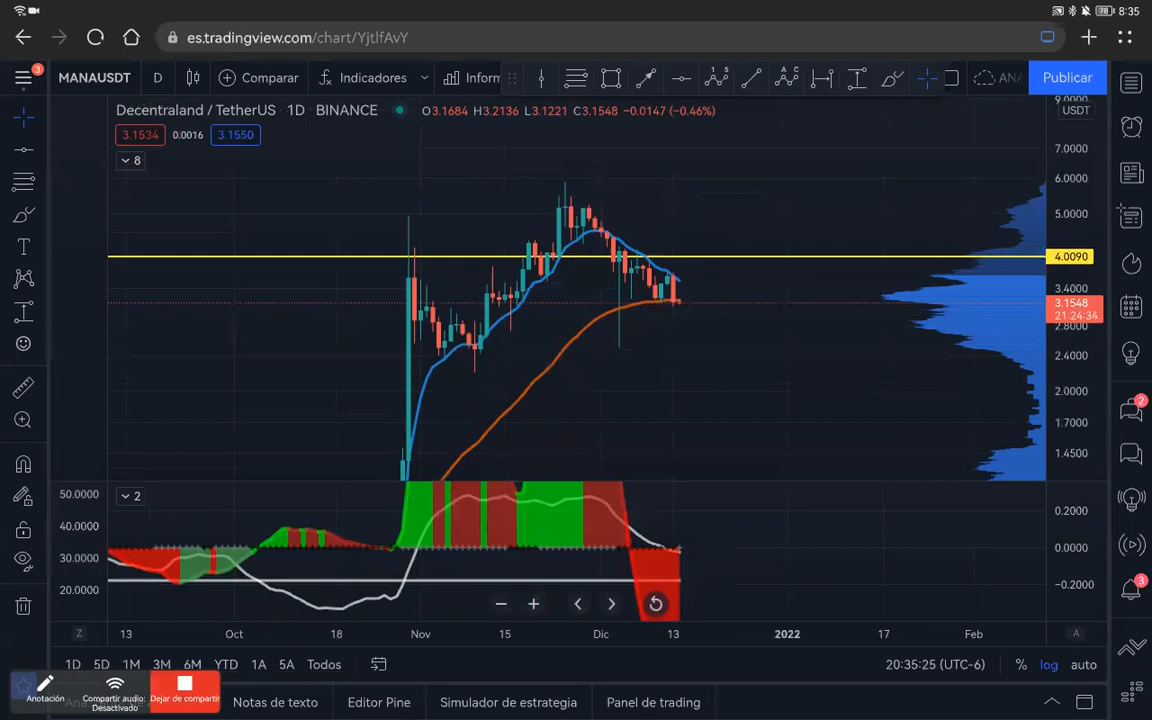 78 8:35
es.tradingview.com/chart/YjtlfAvY
3
MANAUSDT D Comparar Indicadores Inform Publicar
Decentraland / TetherUS · 1D · BINANCE O3.1684 H3.2136 L3.1221 C3.1548 −0.0147 (−0.46%)
3.1534 0.0016 3.1550
8
9.0000
USDT
7.0000
6.0000
5.0000
4.0090
3.4000
3.1548
21:24:34
2.8000
2.4000
2.0000
1.7000
1.4500
2
50.0000
40.0000
30.0000
20.0000
0.2000
0.0000
−0.2000
2
3
Z 13 Oct 18 Nov 15 Dic 13 2022 17 Feb A
1D 5D 1M 3M 6M YTD 1A 5A Todos 20:35:25 (UTC-6) % log auto
Anotación Compartir audio: Desactivado Dejar de compartir
Notas de texto Editor Pine Simulador de estrategia Panel de trading